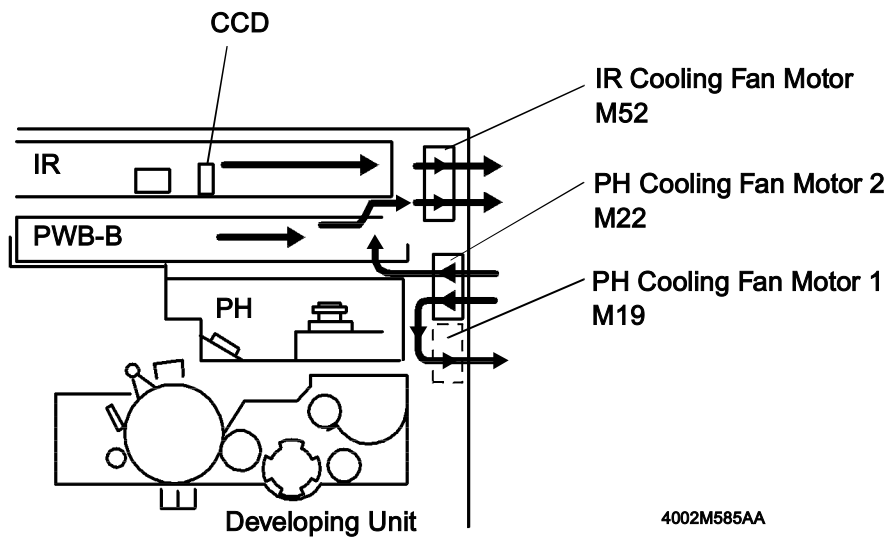 CCD
IR Cooling Fan Motor
M52
IR
PH Cooling Fan Motor 2
M22
PWB-B
PH Cooling Fan Motor 1
M19
PH
Developing Unit
4002M585AA